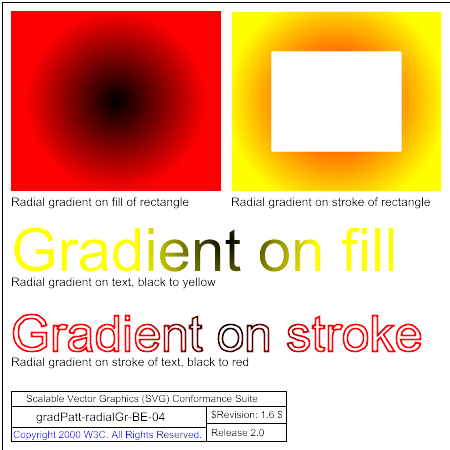 Radial gradient on fill of rectangle
Radial gradient on stroke of rectangle
Gradient on fill
Radial gradient on text, black to yellow
Gradient on stroke
Radial gradient on stroke of text, black to red
Scalable Vector Graphics (SVG) Conformance Suite
gradPatt-radialGr-BE-04
$Revision: 1.6 $
Copyright 2000 W3C. All Rights Reserved.
Release 2.0